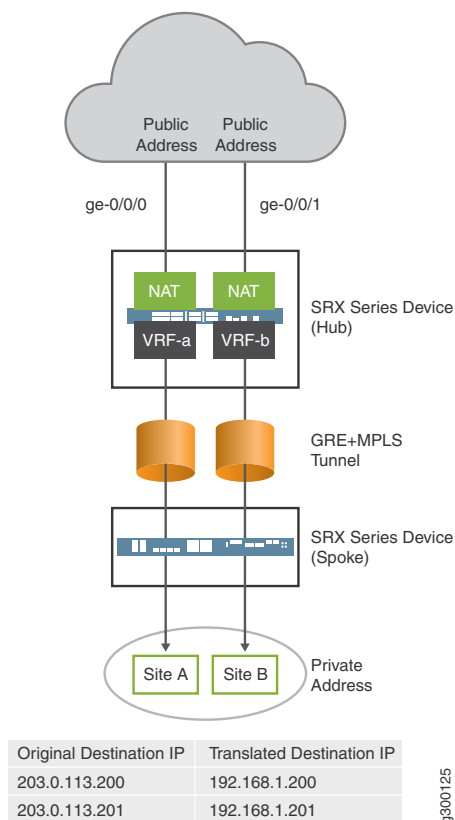 Public Public
Address Address
ge-0/0/0 ge-0/0/1
NAT NAT
VRF-a VRF-b
SRX Series Device
(Hub)
GRE+MPLS
Tunnel
SRX Series Device
(Spoke)
Site A Site B
Private
Address
Original Destination IP Translated Destination IP
203.0.113.200 192.168.1.200
203.0.113.201 192.168.1.201
g300125